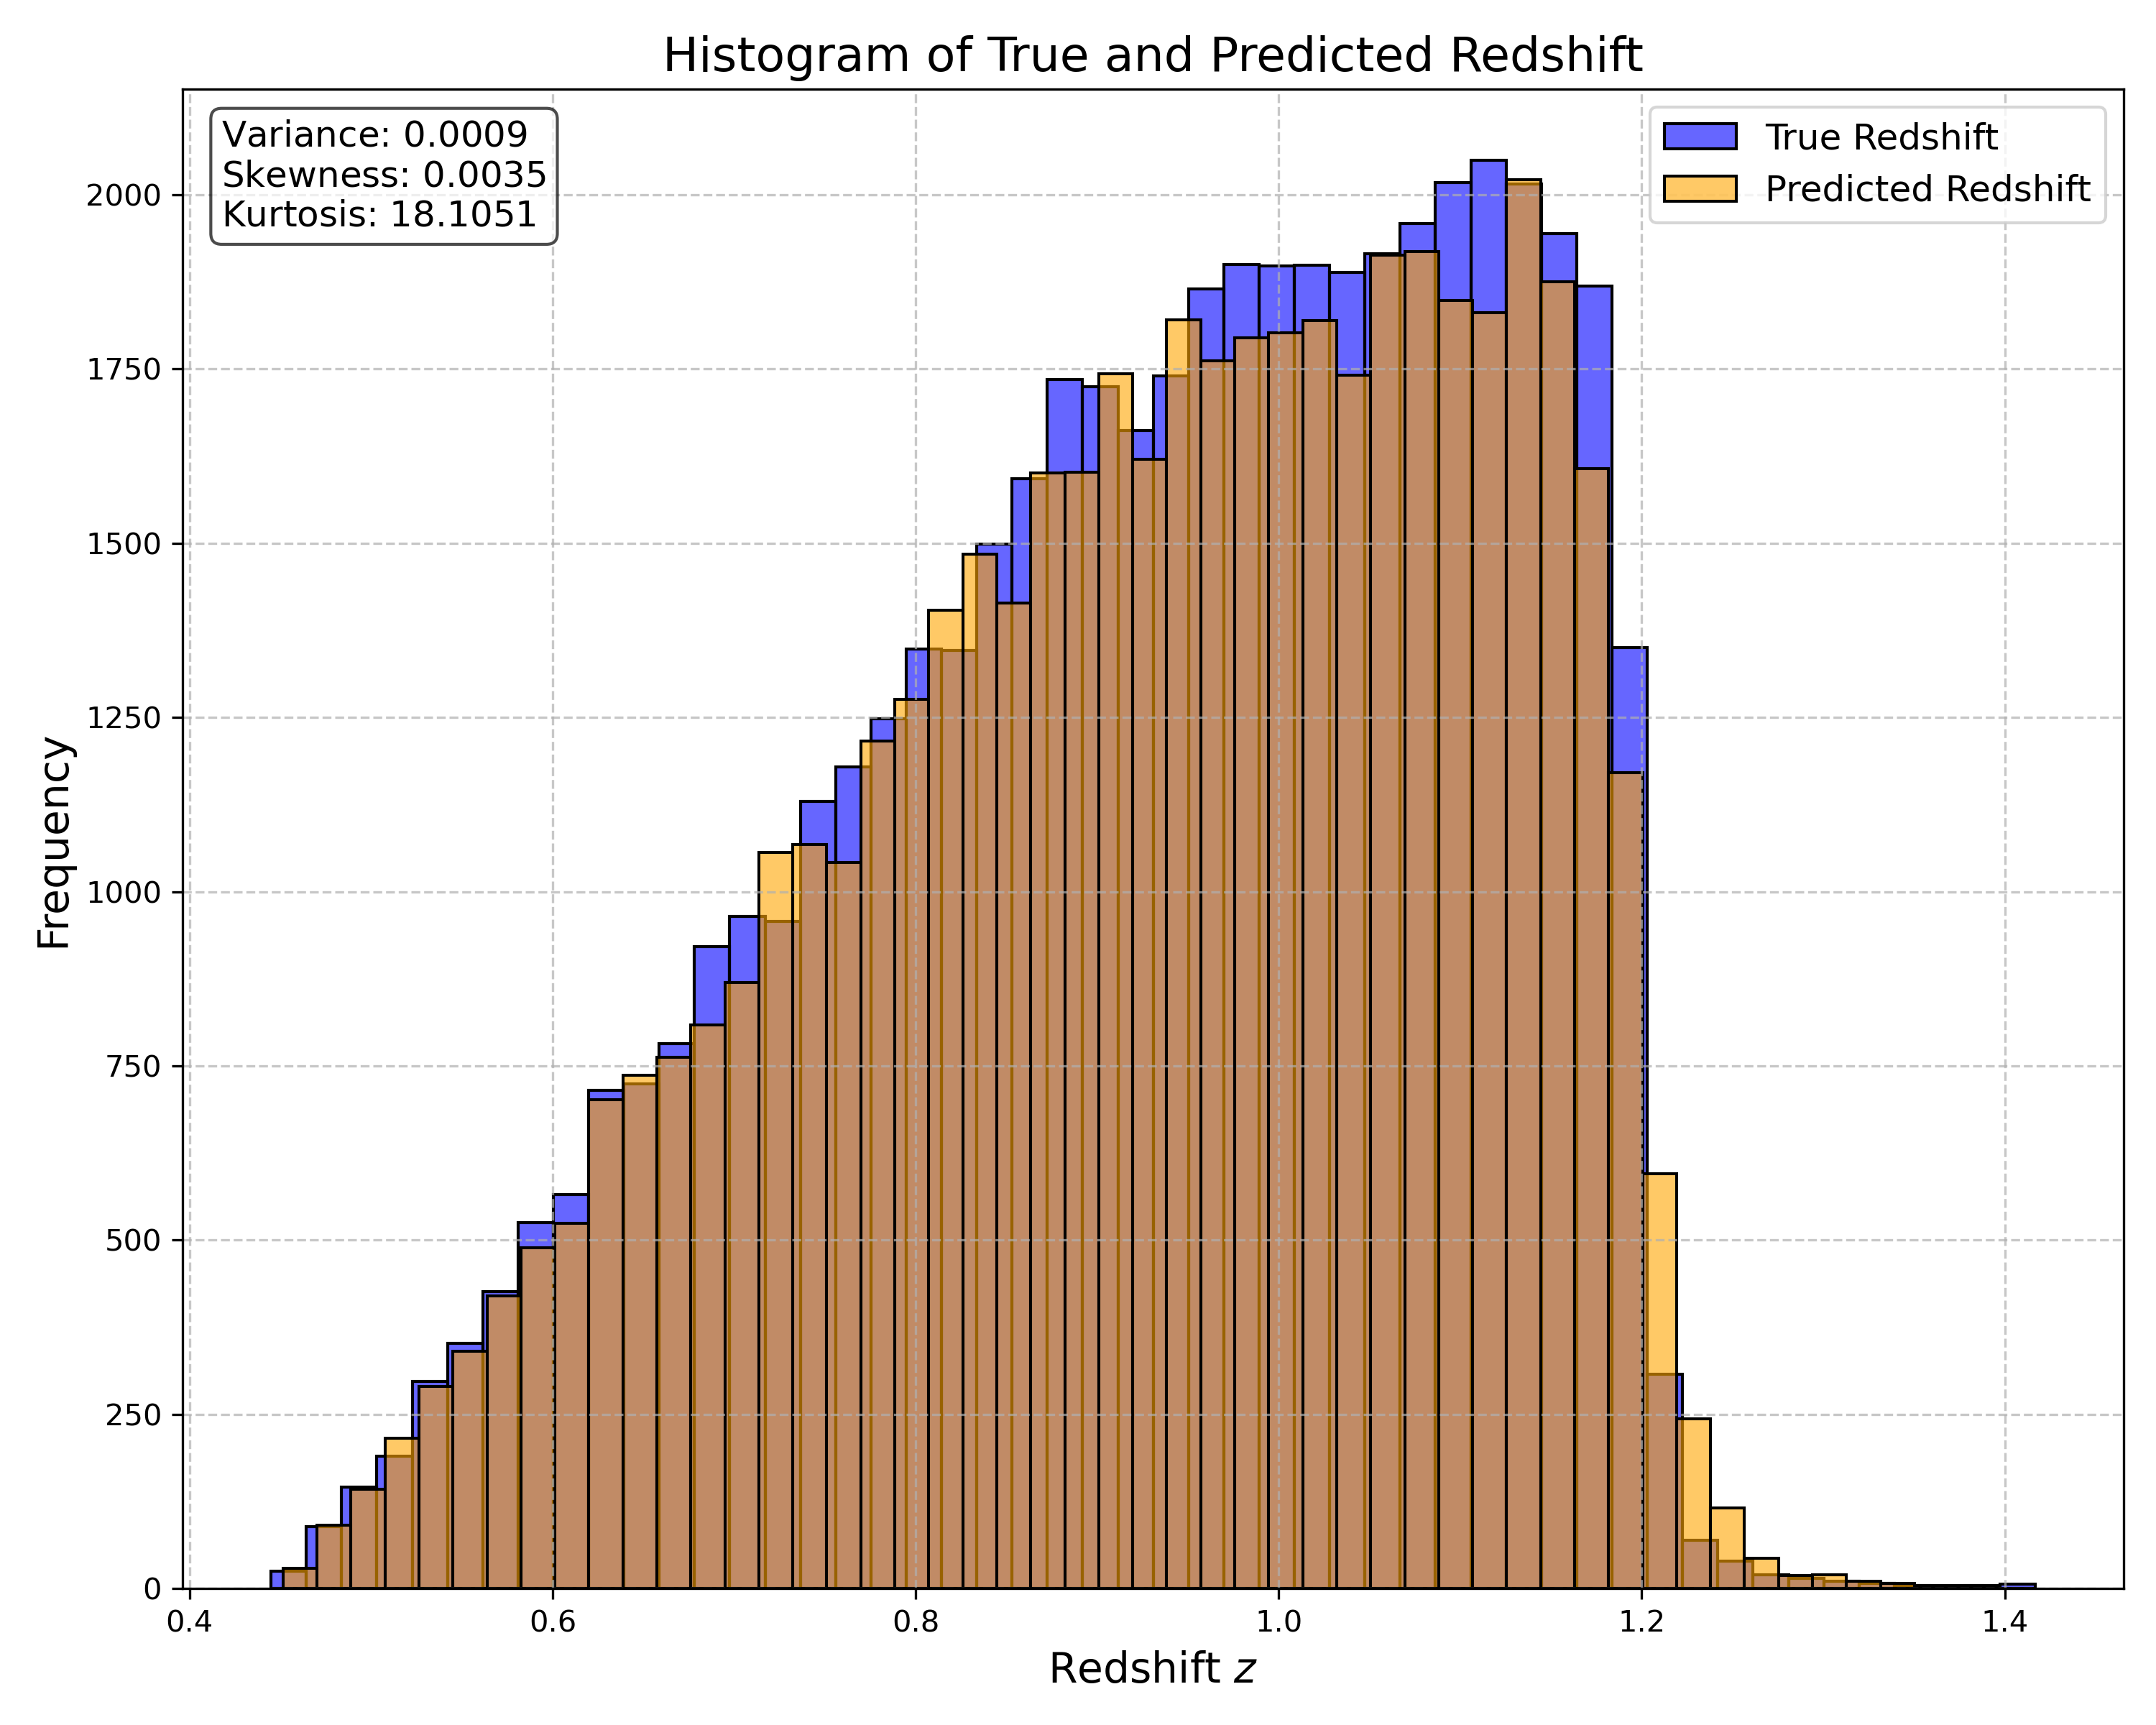 Histogram of True and Predicted Redshift
Variance: 0.0009
Skewness: 0.0035
Kurtosis: 18.1051
True Redshift
Predicted Redshift
Frequency
2000
1750
1500
1250
1000
750
500
250
0
0.4
0.6
0.8
1.0
1.2
1.4
Redshift z